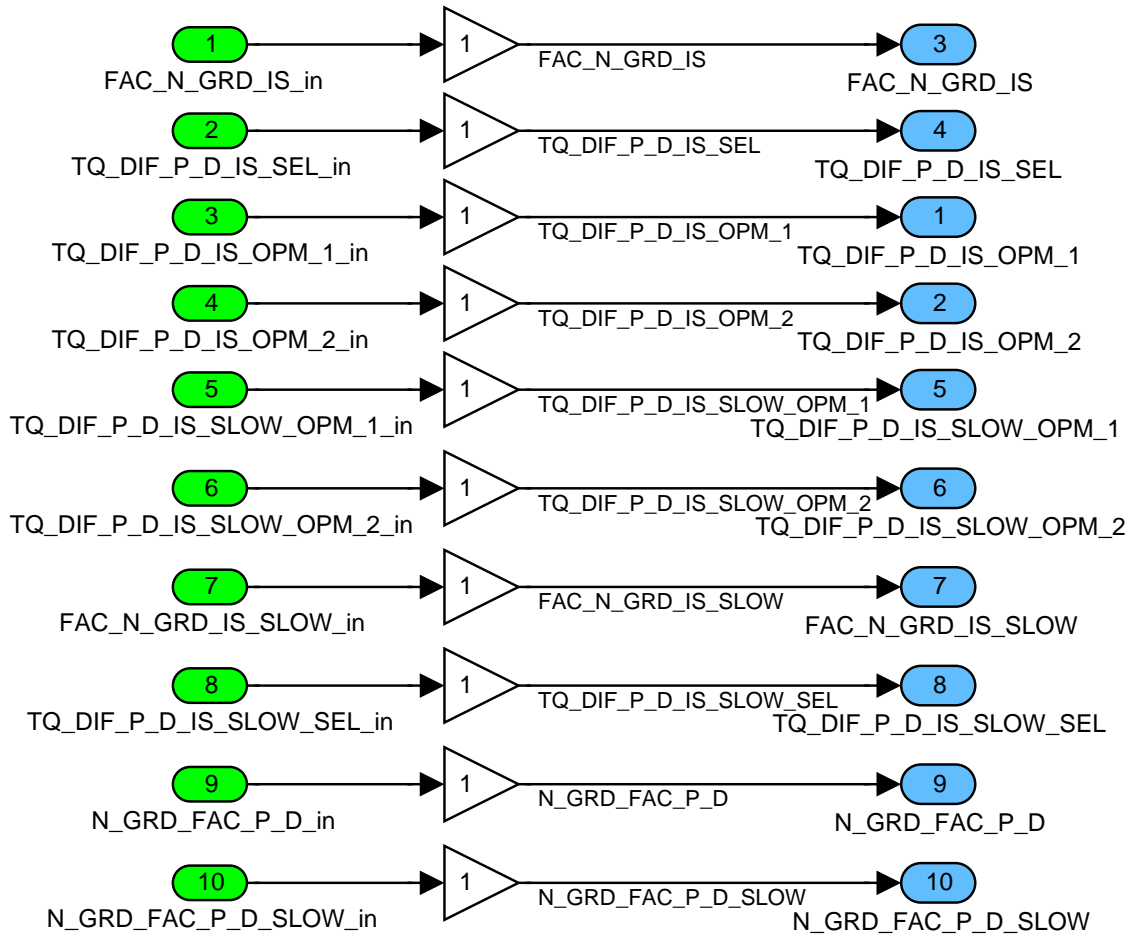 1
1
3
FAC_N_GRD_IS_in
FAC_N_GRD_IS
FAC_N_GRD_IS
2
1
4
TQ_DIF_P_D_IS_SEL_in
TQ_DIF_P_D_IS_SEL
TQ_DIF_P_D_IS_SEL
3
1
1
TQ_DIF_P_D_IS_OPM_1_in
TQ_DIF_P_D_IS_OPM_1
TQ_DIF_P_D_IS_OPM_1
4
1
2
TQ_DIF_P_D_IS_OPM_2_in
TQ_DIF_P_D_IS_OPM_2
TQ_DIF_P_D_IS_OPM_2
5
1
5
TQ_DIF_P_D_IS_SLOW_OPM_1_in
TQ_DIF_P_D_IS_SLOW_OPM_1
TQ_DIF_P_D_IS_SLOW_OPM_1
6
1
6
TQ_DIF_P_D_IS_SLOW_OPM_2_in
TQ_DIF_P_D_IS_SLOW_OPM_2
TQ_DIF_P_D_IS_SLOW_OPM_2
7
1
7
FAC_N_GRD_IS_SLOW_in
FAC_N_GRD_IS_SLOW
FAC_N_GRD_IS_SLOW
8
1
8
TQ_DIF_P_D_IS_SLOW_SEL_in
TQ_DIF_P_D_IS_SLOW_SEL
TQ_DIF_P_D_IS_SLOW_SEL
9
1
9
N_GRD_FAC_P_D_in
N_GRD_FAC_P_D
N_GRD_FAC_P_D
10
1
10
N_GRD_FAC_P_D_SLOW_in
N_GRD_FAC_P_D_SLOW
N_GRD_FAC_P_D_SLOW